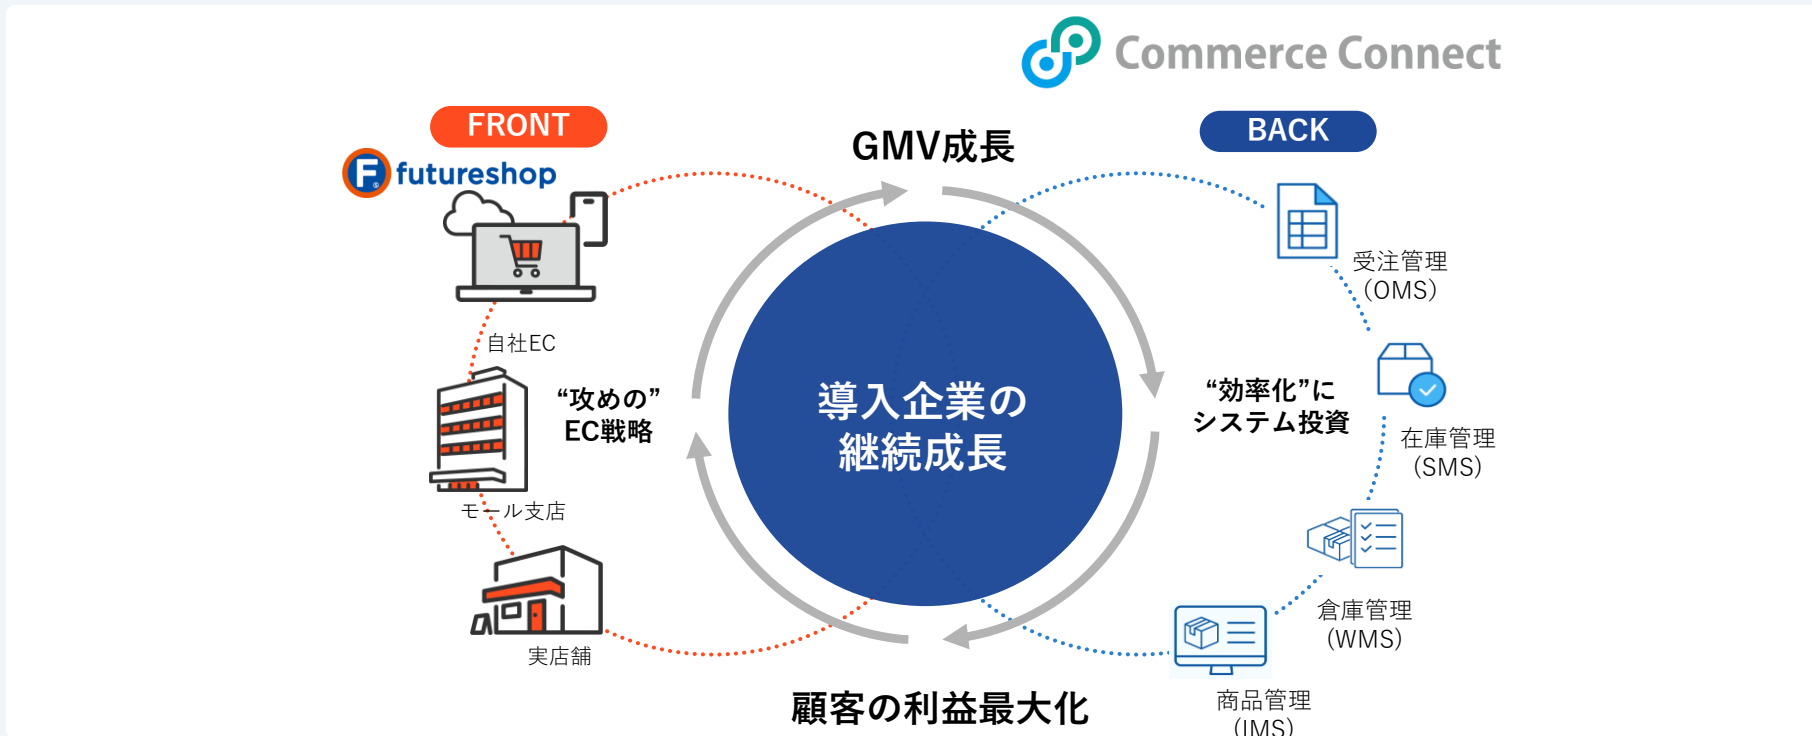 Commerce Connect
FRONT
futureshop
自社EC
モール支店
実店舗
“攻めの”
EC戦略
GMV成長
導入企業の
継続成長
顧客の利益最大化
BACK
“効率化”に
システム投資
受注管理
（OMS）
在庫管理
（SMS）
倉庫管理
（WMS）
商品管理
（IMS）